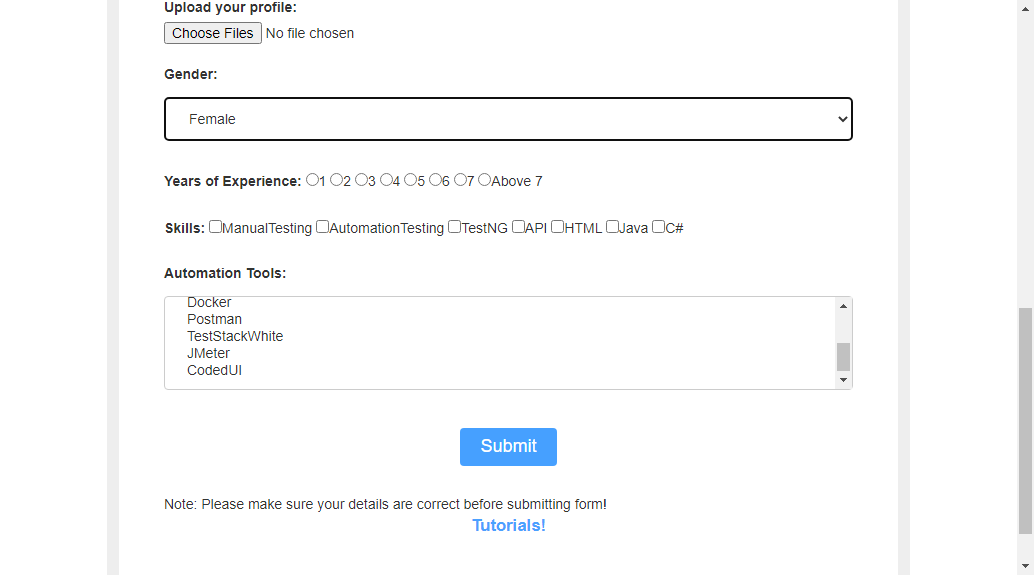 Upload your profile:
Choose Files No file chosen
Gender:
Female
Years of Experience: 1 2 3 4 5 6 7 Above 7
Skills: ManualTesting AutomationTesting TestNG API HTML Java C#
Automation Tools:
Docker
Postman
TestStackWhite
JMeter
CodedUI
Submit
Note: Please make sure your details are correct before submitting form!
Tutorials!